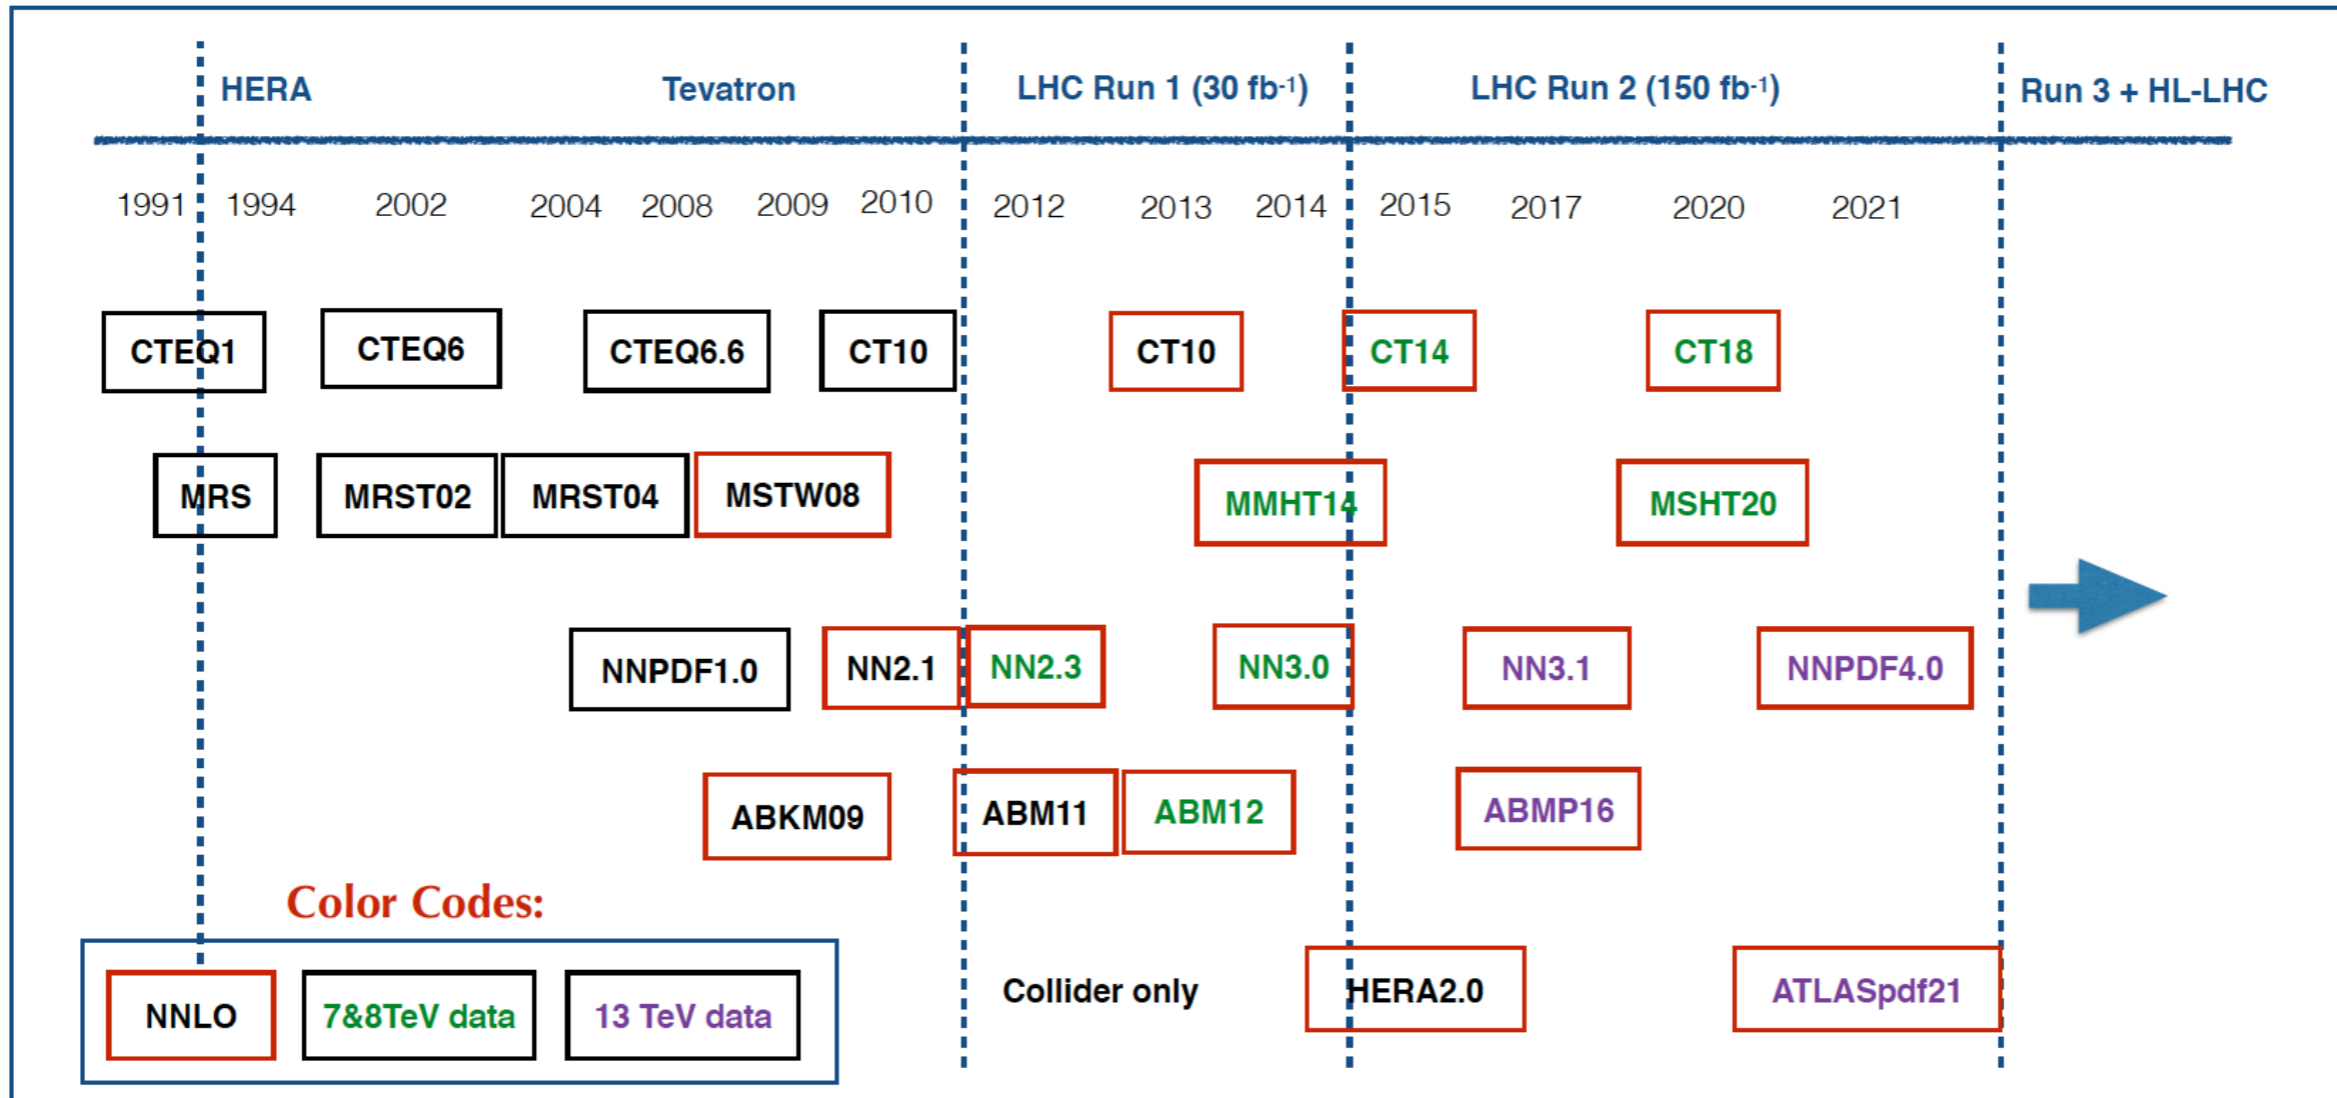 HERA Tevatron LHC Run 1 (30 fb-1) LHC Run 2 (150 fb-1) Run 3 + HL-LHC
1991 1994 2002 2004 2008 2009 2010 2012 2013 2014 2015 2017 2020 2021
CTEQ1 CTEQ6 CTEQ6.6 CT10 CT10 CT14 CT18
MRS MRST02 MRST04 MSTW08 MMHT14 MSHT20
NNPDF1.0 NN2.1 NN2.3 NN3.0 NN3.1 NNPDF4.0
ABKM09 ABM11 ABM12 ABMP16
Color Codes:
NNLO 7&8TeV data 13 TeV data Collider only HERA2.0 ATLASpdf21